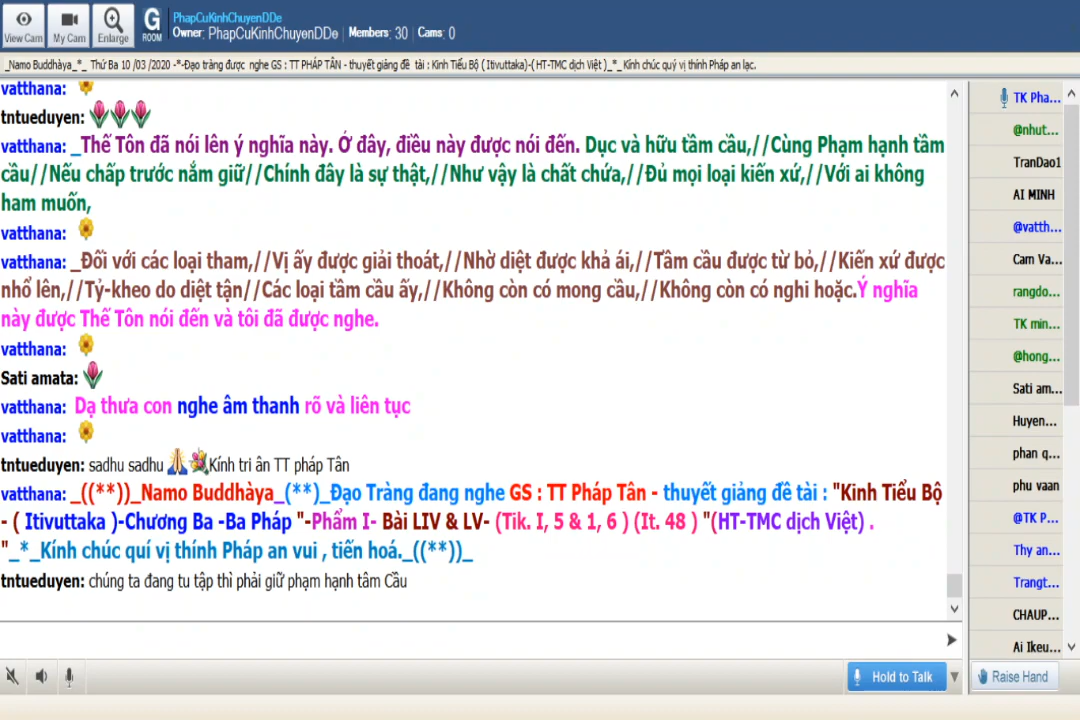 View Cam
My Cam
Enlarge
G
ROOM
PhapCuKinhChuyenDDe
Owner: PhapCuKinhChuyenDDe Members: 30 Cams: 0
_Namo Buddhàya_*_ Thứ Ba 10 /03 /2020 -*-Đạo tràng được nghe GS : TT PHÁP TÂN - thuyết giảng đề tài : Kinh Tiểu Bộ ( Itivuttaka)-( HT-TMC dịch Việt )_*_Kính chúc quý vị thính Pháp an lạc.
vatthana:
tntueduyen:
vatthana: _Thế Tôn đã nói lên ý nghĩa này. Ở đây, điều này được nói đến. Dục và hữu tầm cầu,//Cùng Phạm hạnh tầm
cầu//Nếu chấp trước nắm giữ//Chính đây là sự thật,//Như vậy là chất chứa,//Đủ mọi loại kiến xứ,//Với ai không
ham muốn,
vatthana:
vatthana: _Đối với các loại tham,//Vị ấy được giải thoát,//Nhờ diệt được khả ái,//Tầm cầu được từ bỏ,//Kiến xứ được
nhổ lên,//Tỷ-kheo do diệt tận//Các loại tầm cầu ấy,//Không còn có mong cầu,//Không còn có nghi hoặc.Ý nghĩa
này được Thế Tôn nói đến và tôi đã được nghe.
vatthana:
Sati amata:
vatthana: Dạ thưa con nghe âm thanh rõ và liên tục
vatthana:
tntueduyen: sadhu sadhu Kính tri ân TT pháp Tân
vatthana: _((**))_Namo Buddhàya_(**)_Đạo Tràng đang nghe GS : TT Pháp Tân - thuyết giảng đề tài : "Kinh Tiểu Bộ
- ( Itivuttaka )-Chương Ba -Ba Pháp "-Phẩm I- Bài LIV & LV- (Tik. I, 5 & 1, 6 ) (It. 48 ) "(HT-TMC dịch Việt) .
"_*_Kính chúc quí vị thính Pháp an vui , tiến hoá._((**))_
tntueduyen: chúng ta đang tu tập thì phải giữ phạm hạnh tâm Cầu
TK Pha...
@nhut...
TranDao1
AI MINH
@vatth...
Cam Va...
rangdo...
TK min...
@hong...
Sati am...
Huyen...
phan q...
phu vaan
@TK P...
Thy an...
Trangt...
CHAUP...
Ai Ikeu...
Hold to Talk
Raise Hand